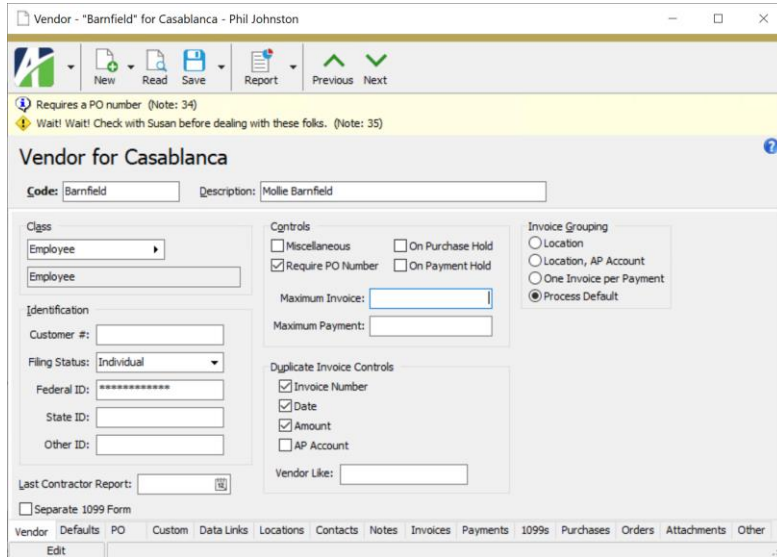 Vendor - "Barnfield" for Casablanca - Phil Johnston
New Read Save Report Previous Next
Requires a PO number (Note: 34)
Wait! Wait! Check with Susan before dealing with these folks. (Note: 35)
Vendor for Casablanca
Code: Barnfield Description: Mollie Barnfield
Class
Employee
Employee
Identification
Customer #:
Filing Status: Individual
Federal ID: ************
State ID:
Other ID:
Last Contractor Report:
Separate 1099 Form
Controls
Miscellaneous On Purchase Hold
Require PO Number On Payment Hold
Maximum Invoice:
Maximum Payment:
Duplicate Invoice Controls
Invoice Number
Date
Amount
AP Account
Vendor Like:
Invoice Grouping
Location
Location, AP Account
One Invoice per Payment
Process Default
Vendor Defaults PO Custom Data Links Locations Contacts Notes Invoices Payments 1099s Purchases Orders Attachments Other
Edit